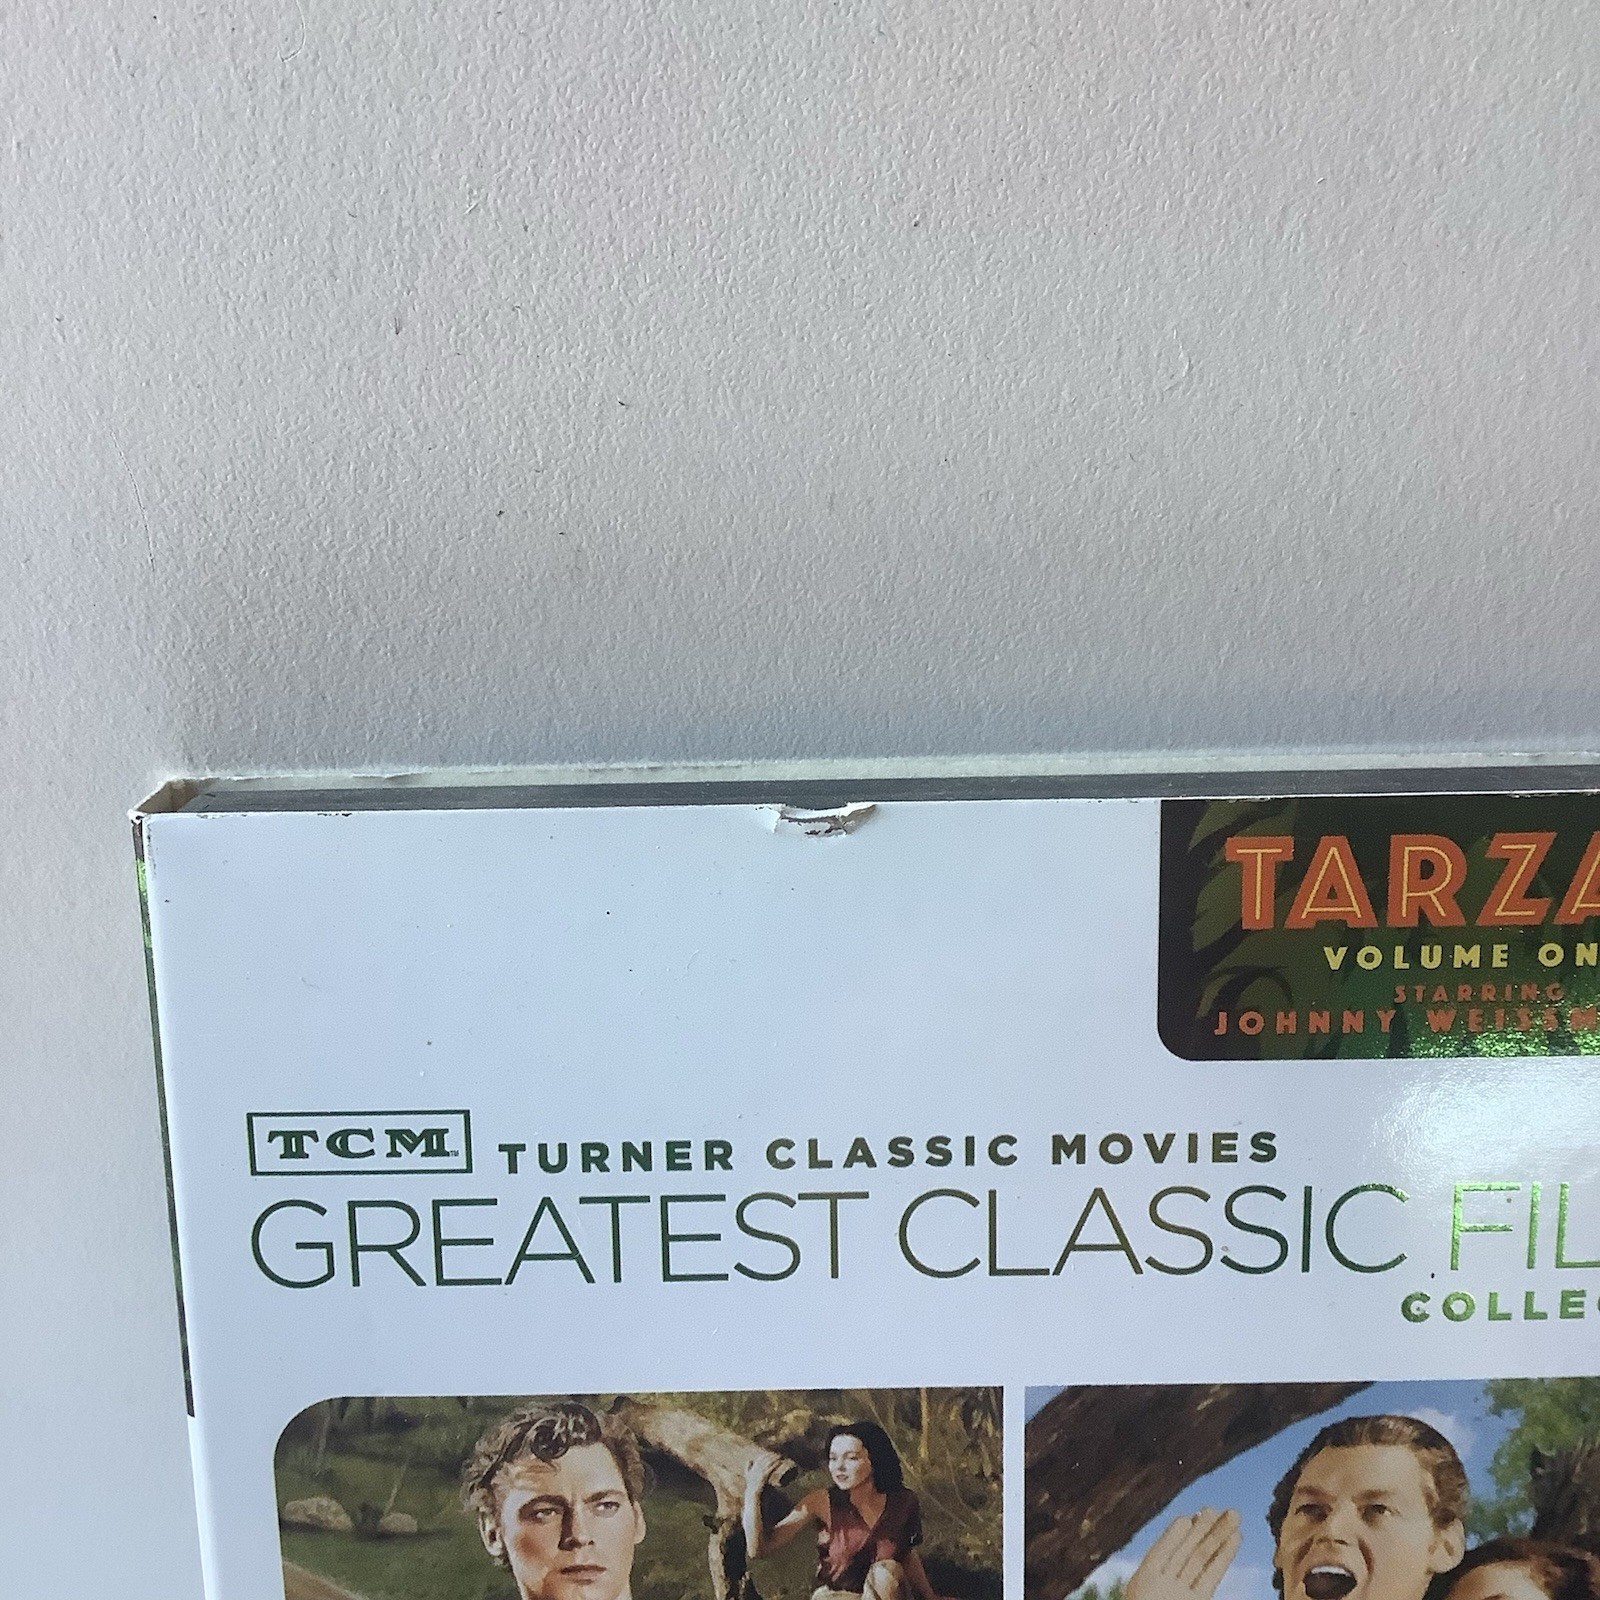 TARZA
VOLUME ON
STARRING
JOHNNY WEISSM
TCM
TURNER CLASSIC MOVIES
GREATEST CLASSIC FIL
COLLEC